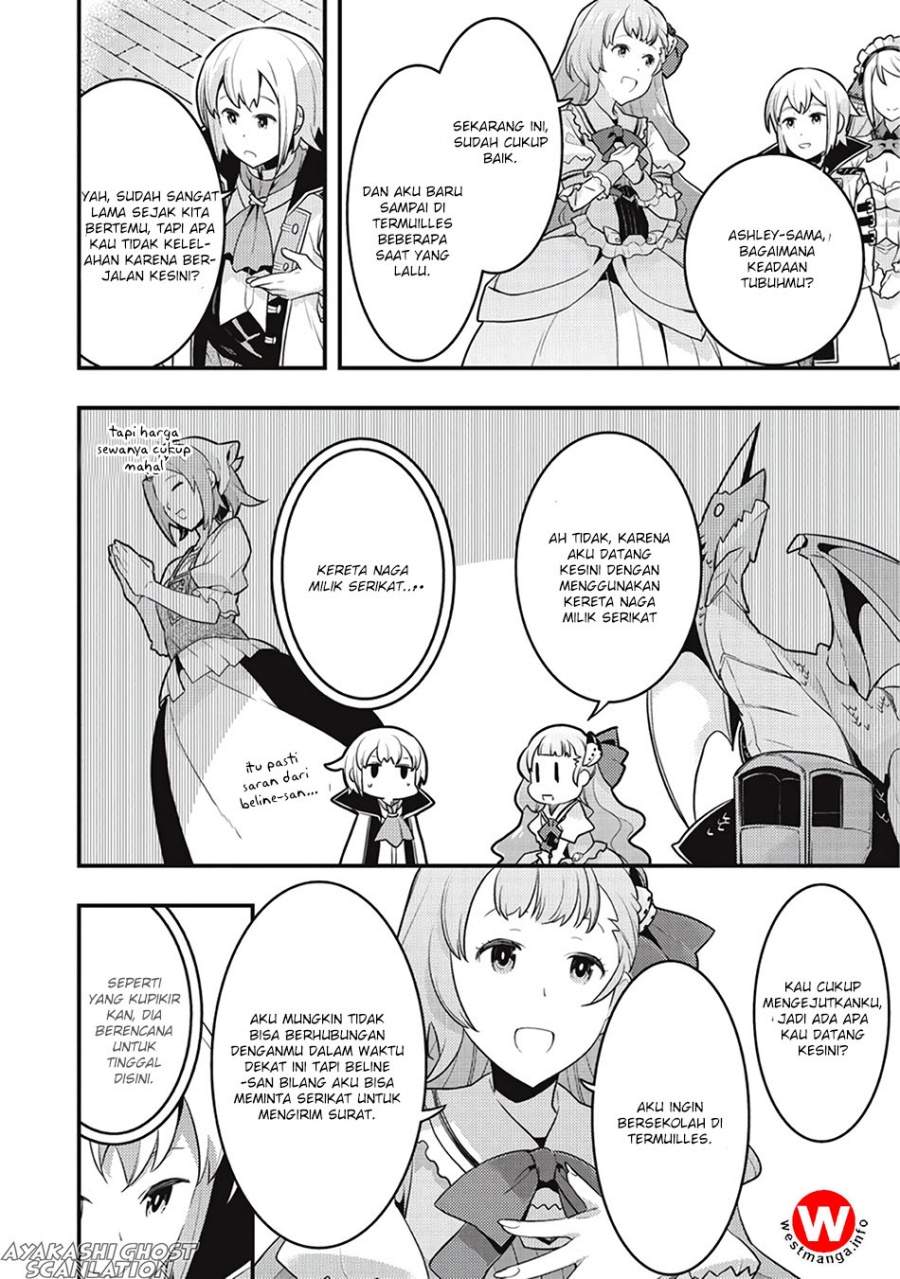 ASHLEY-SAMA,
BAGAIMANA
KEADAAN
TUBUHMU?
SEKARANG INI,
SUDAH CUKUP
BAIK.
DAN AKU BARU
SAMPAI DI
TERMUILLES
BEBERAPA
SAAT YANG
LALU.
YAH, SUDAH SANGAT
LAMA SEJAK KITA
BERTEMU, TAPI APA
KAU TIDAK KELEL-
AHAN KARENA BER-
JALAN KESINI?
AH TIDAK, KARENA
AKU DATANG
KESINI DENGAN
MENGGUNAKAN
KERETA NAGA
MILIK SERIKAT
KERETA NAGA
MILIK SERIKAT....
tapi harga
sewanya cukup
mahal
itu pasti
saran dari
beline-san...
KAU CUKUP
MENGEJUTKANKU,
JADI ADA APA
KAU DATANG
KESINI?
AKU INGIN
BERSEKOLAH DI
TERMUILLES.
AKU MUNGKIN TIDAK
BISA BERHUBUNGAN
DENGANMU DALAM WAKTU
DEKAT INI TAPI BELINE
-SAN BILANG AKU BISA
MEMINTA SERIKAT UNTUK
MENGIRIM SURAT.
SEPERTI
YANG KUPIKIR
KAN, DIA
BERENCANA
UNTUK
TINGGAL
DISINI.
AYAKASHI GHOST
SCANLATION
W
westmanga.info